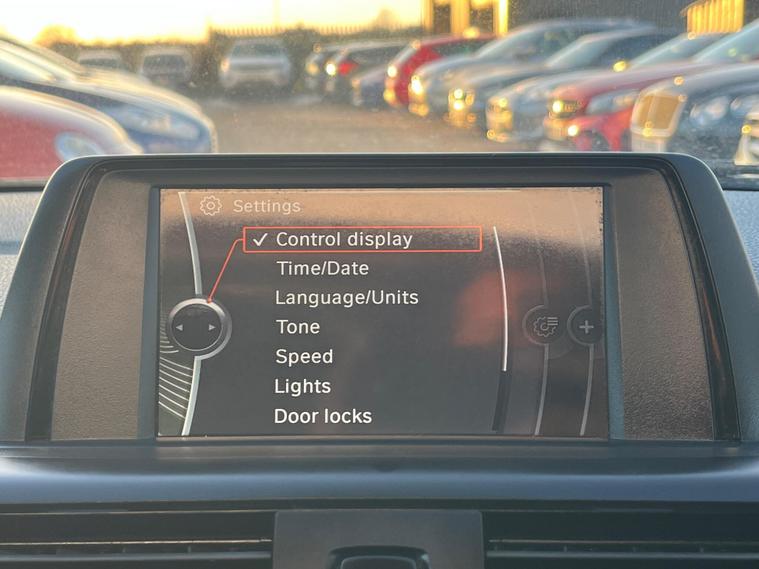 Settings
Control display
Time/Date
Language/Units
Tone
Speed
Lights
Door locks